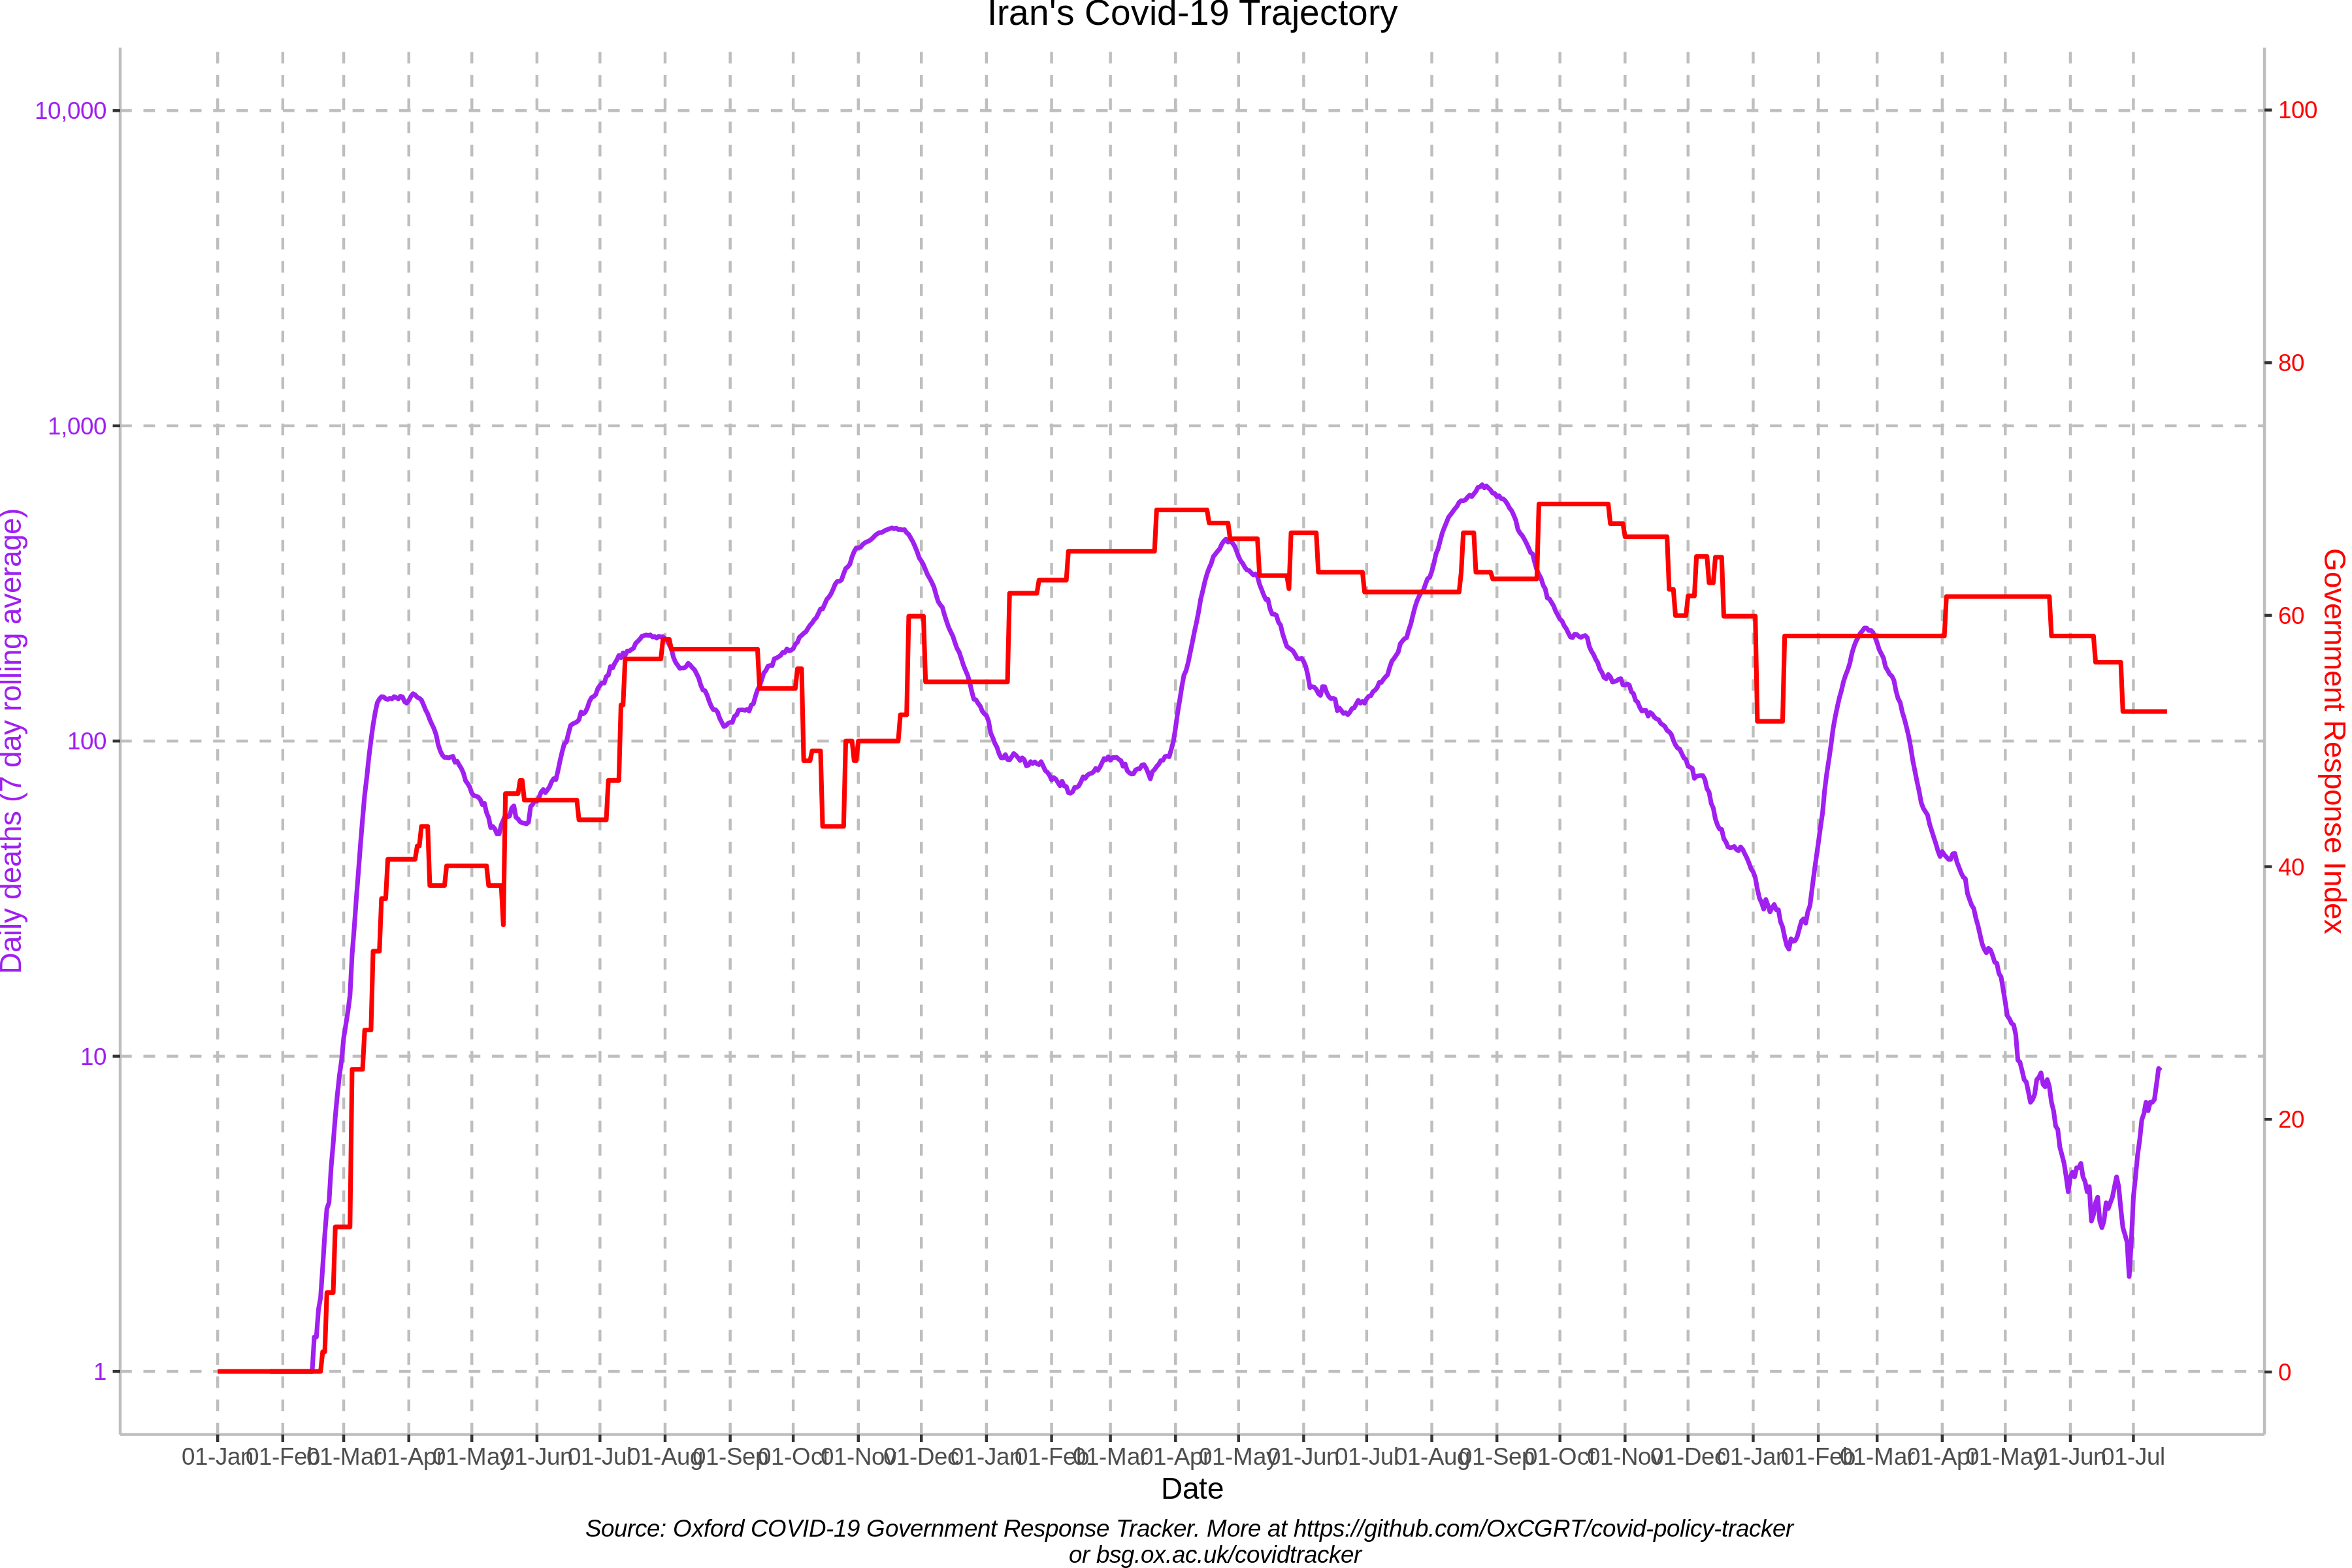 Iran's Covid-19 Trajectory
Daily deaths (7 day rolling average)
10,000
1,000
100
10
1
100
80
60
40
20
0
Government Response Index
01-Jan 01-Feb 01-Mar 01-Apr 01-May 01-Jun 01-Jul 01-Aug 01-Sep 01-Oct 01-Nov 01-Dec 01-Jan 01-Feb 01-Mar 01-Apr 01-May 01-Jun 01-Jul 01-Aug 01-Sep 01-Oct 01-Nov 01-Dec 01-Jan 01-Feb 01-Mar 01-Apr 01-May 01-Jun 01-Jul
Date
Source: Oxford COVID-19 Government Response Tracker. More at https://github.com/OxCGRT/covid-policy-tracker
or bsg.ox.ac.uk/covidtracker